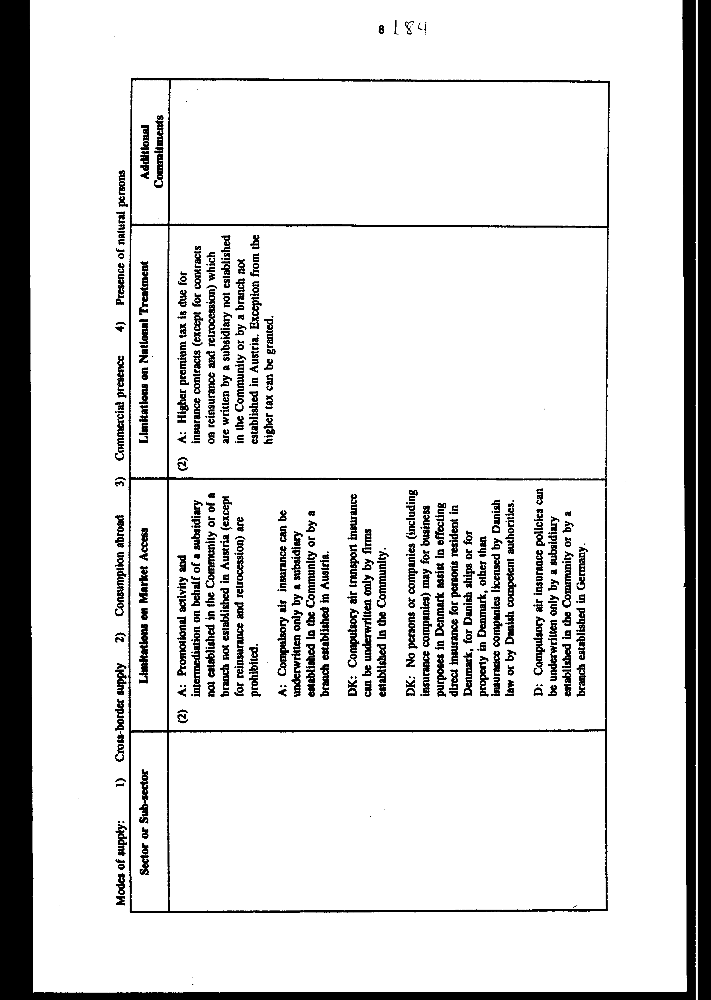 8 184
Modes of supply: 1) Cross-border supply 2) Consumption abroad 3) Commercial presence 4) Presence of natural persons
Sector or Sub-sector
Limitations on Market Access
Limitations on National Treatment
Additional
Commitments
(2) A: Promotional activity and
intermediation on behalf of a subsidiary
not established in the Community or of a
branch not established in Austria (except
for reinsurance and retrocession) are
prohibited.
A: Compulsory air insurance can be
underwritten only by a subsidiary
established in the Community or by a
branch established in Austria.
DK: Compulsory air transport insurance
can be underwritten only by firms
established in the Community.
DK: No persons or companies (including
insurance companies) may for business
purposes in Denmark assist in effecting
direct insurance for persons resident in
Denmark, for Danish ships or for
property in Denmark, other than
insurance companies licensed by Danish
law or by Danish competent authorities.
D: Compulsory air insurance policies can
be underwritten only by a subsidiary
established in the Community or by a
branch established in Germany.
(2) A: Higher premium tax is due for
insurance contracts (except for contracts
on reinsurance and retrocession) which
are written by a subsidiary not established
in the Community or by a branch not
established in Austria. Exception from the
higher tax can be granted.